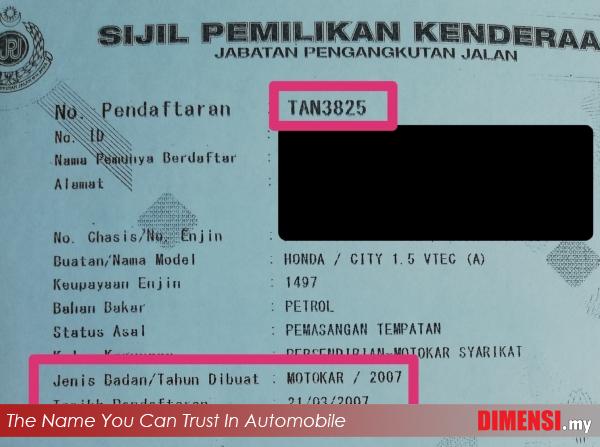 SIJIL PEMILIKAN KENDERAA
JABATAN PENGANGKUTAN JALAN
No. Pendaftaran : TAN3825
No. ID
Nama Pemunya Berdaftar
Alamat
No. Chasis/No. Enjin :
Buatan/Nama Model : HONDA / CITY 1.5 VTEC (A)
Keupayaan Enjin : 1497
Bahan Bakar : PETROL
Status Asal : PEMASANGAN TEMPATAN
PERSENDIRIAN-MOTOKAR SYARIKAT
Jenis Badan/Tahun Dibuat : MOTOKAR / 2007
Tarikh Pendaftaran : 21/03/2007
The Name You Can Trust In Automobile
DIMENSI.my